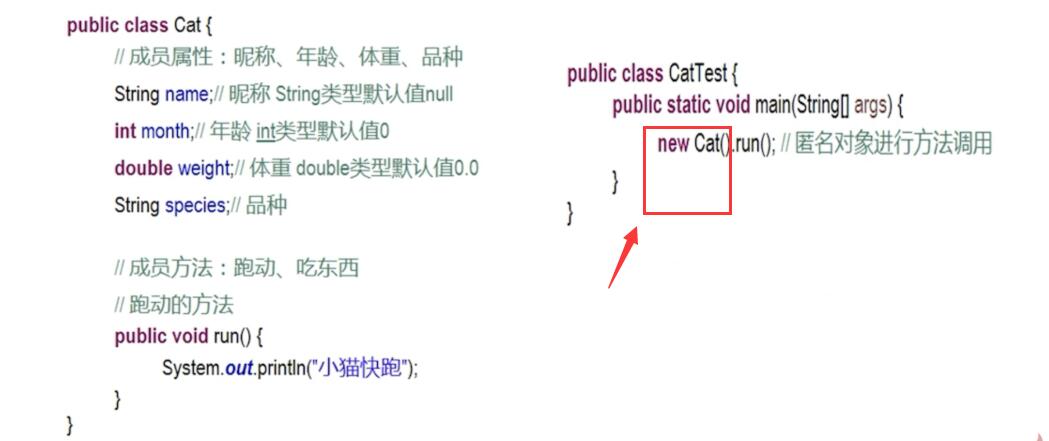 public class Cat {
// 成员属性：昵称、年龄、体重、品种
String name;// 昵称 String类型默认值null
int month;// 年龄 int类型默认值0
double weight;// 体重 double类型默认值0.0
String species;// 品种
// 成员方法：跑动、吃东西
// 跑动的方法
public void run() {
System.out.println("小猫快跑");
}
}
public class CatTest {
public static void main(String[] args) {
new Cat().run(); // 匿名对象进行方法调用
}
}